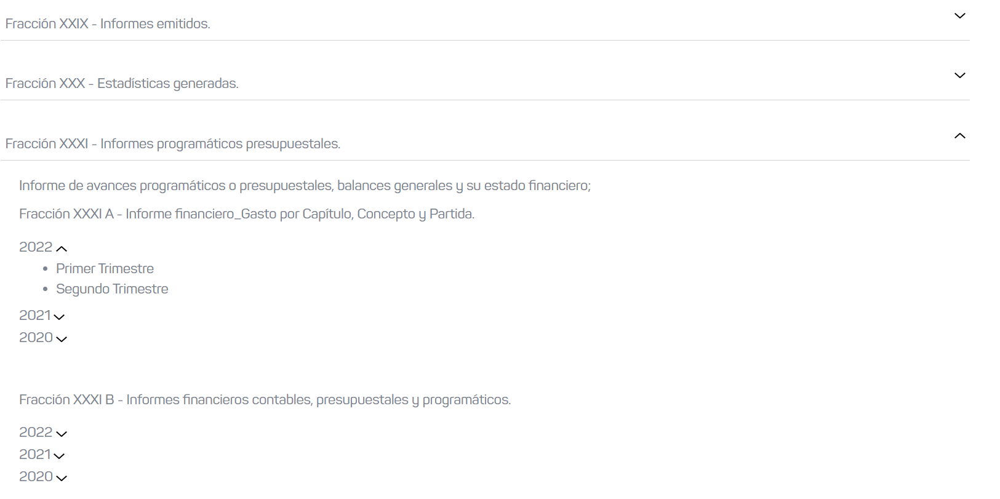 Fracción XXIX - Informes emitidos.
Fracción XXX - Estadísticas generadas.
Fracción XXXI - Informes programáticos presupuestales.
Informe de avances programáticos o presupuestales, balances generales y su estado financiero;
Fracción XXXI A - Informe financiero_Gasto por Capítulo, Concepto y Partida.
2022
• Primer Trimestre
• Segundo Trimestre
2021
2020
Fracción XXXI B - Informes financieros contables, presupuestales y programáticos.
2022
2021
2020